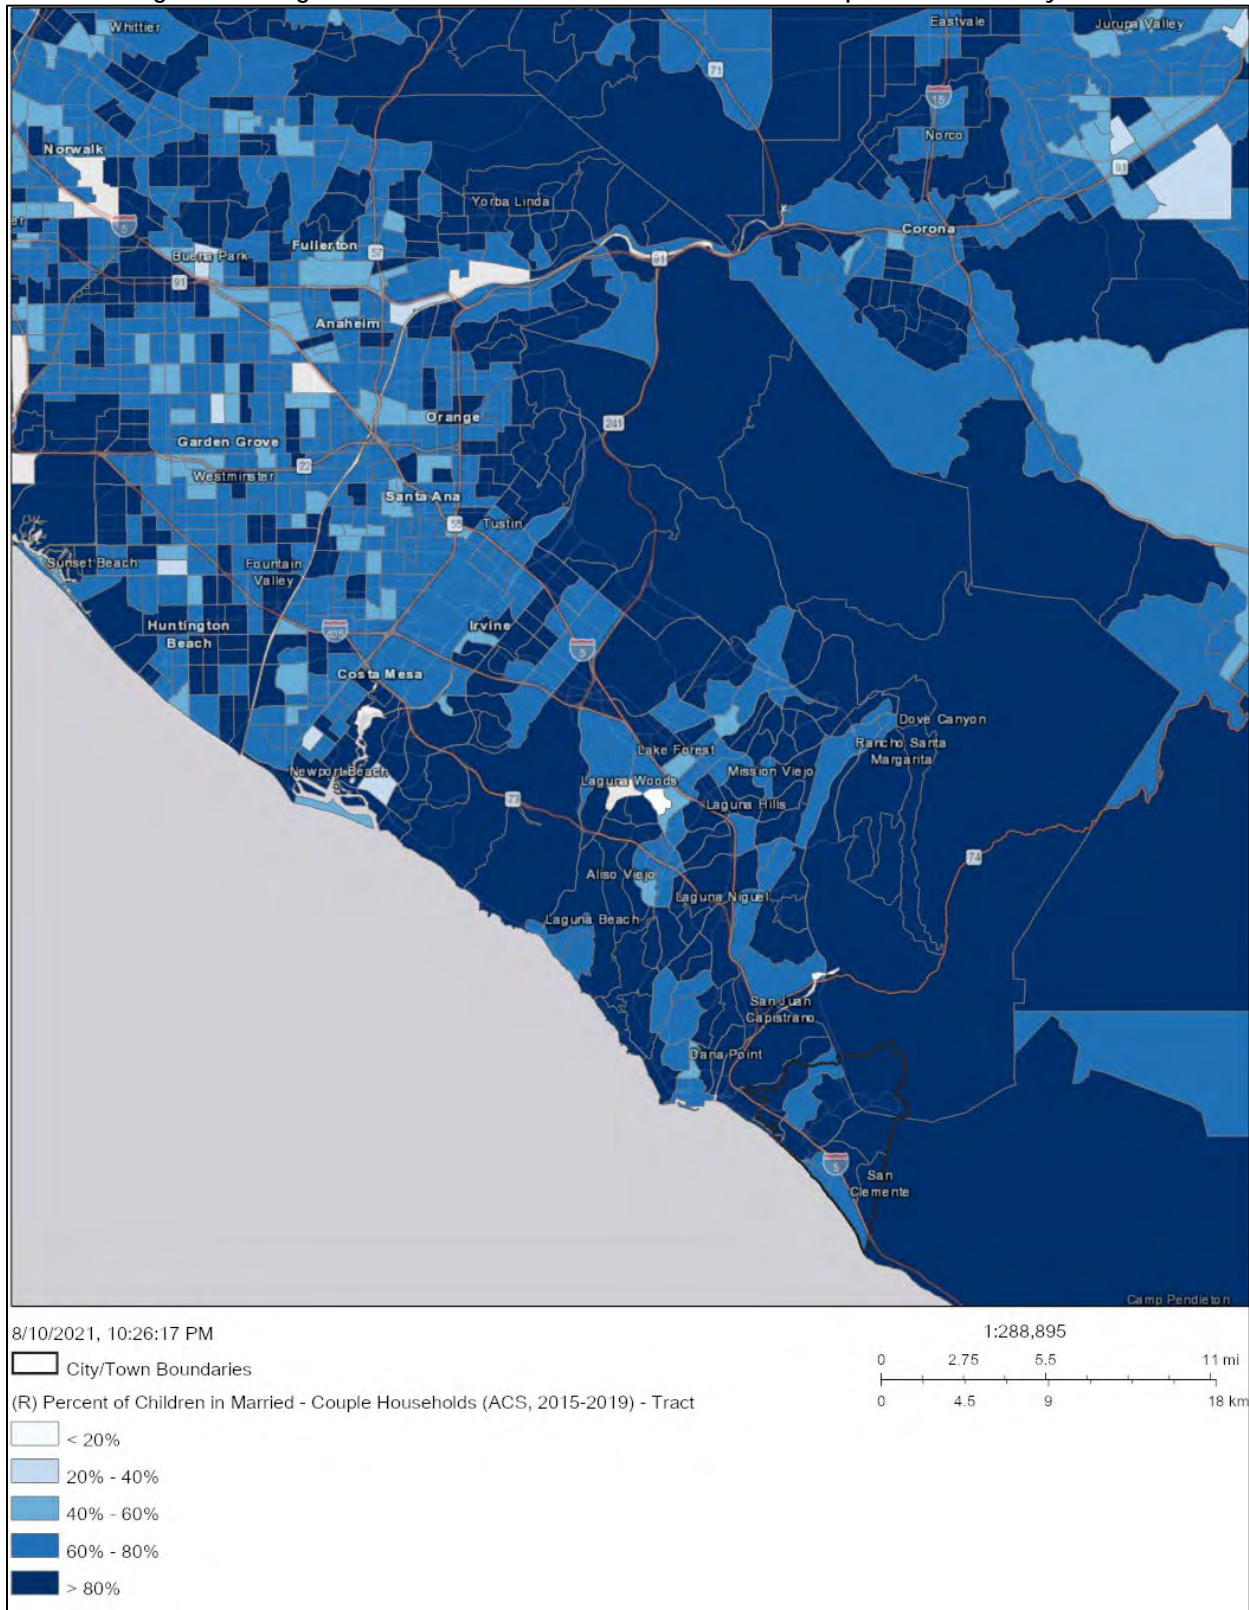 Whittier
Eastvale
Jurupa Valley
71
15
Norco
Norwalk
91
Yorba Linda
5
Corona
Fullerton
57
Buena Park
91
91
Anaheim
Orange
241
Garden Grove
22
Westminster
Santa Ana
55
Tustin
Sunset Beach
Fountain
Valley
Huntington
Beach
405
Irvine
5
Costa Mesa
Dove Canyon
Lake Forest
Rancho Santa
Margarita
Newport Beach
Laguna Woods
Mission Viejo
73
Laguna Hills
74
Aliso Viejo
Laguna Niguel
Laguna Beach
San Juan
Capistrano
Dana Point
5
San
Clemente
Camp Pendleton
8/10/2021, 10:26:17 PM
1:288,895
0 2.75 5.5 11 mi
0 4.5 9 18 km
City/Town Boundaries
(R) Percent of Children in Married - Couple Households (ACS, 2015-2019) - Tract
< 20%
20% - 40%
40% - 60%
60% - 80%
> 80%